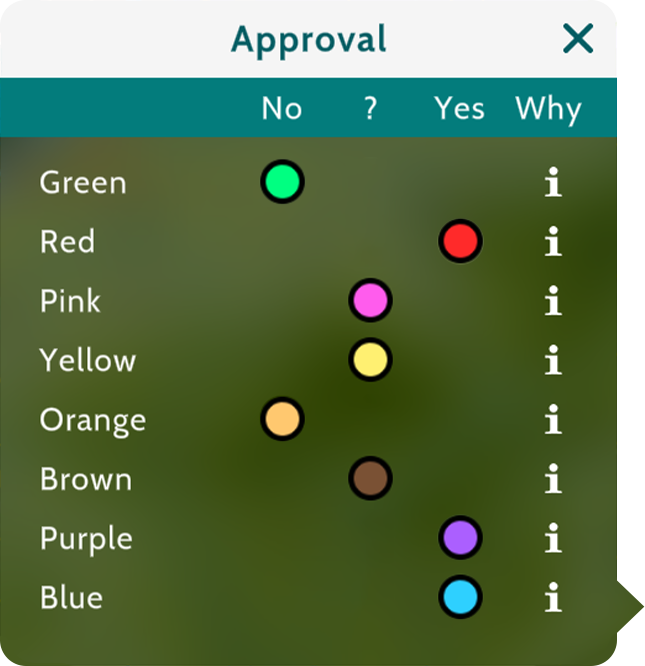 Approval
No ? Yes Why
Green i
Red i
Pink i
Yellow i
Orange i
Brown i
Purple i
Blue i